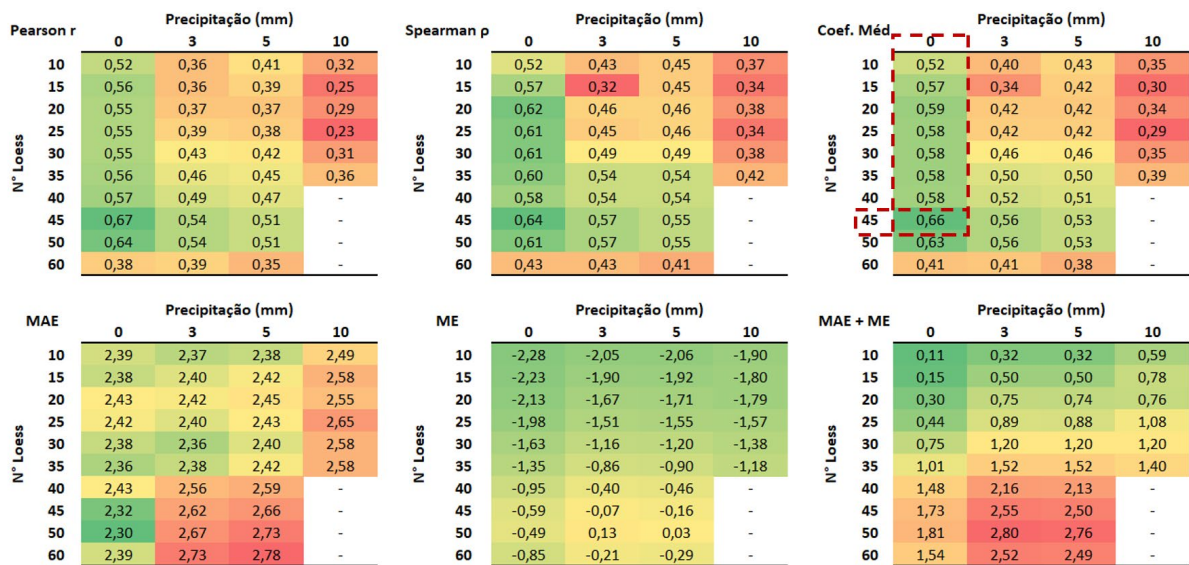 Precipitação (mm)
Pearson r 0 3 5 10
N° Loess
10 0,52 0,36 0,41 0,32
15 0,56 0,36 0,39 0,25
20 0,55 0,37 0,37 0,29
25 0,55 0,39 0,38 0,23
30 0,55 0,43 0,42 0,31
35 0,56 0,46 0,45 0,36
40 0,57 0,49 0,47 -
45 0,67 0,54 0,51 -
50 0,64 0,54 0,51 -
60 0,38 0,39 0,35 -
Precipitação (mm)
Spearman ρ 0 3 5 10
N° Loess
10 0,52 0,43 0,45 0,37
15 0,57 0,32 0,45 0,34
20 0,62 0,46 0,46 0,38
25 0,61 0,45 0,46 0,34
30 0,61 0,49 0,49 0,38
35 0,60 0,54 0,54 0,42
40 0,58 0,54 0,54 -
45 0,64 0,57 0,55 -
50 0,61 0,57 0,55 -
60 0,43 0,43 0,41 -
Precipitação (mm)
Coef. Méd 0 3 5 10
N° Loess
10 0,52 0,40 0,43 0,35
15 0,57 0,34 0,42 0,30
20 0,59 0,42 0,42 0,34
25 0,58 0,42 0,42 0,29
30 0,58 0,46 0,46 0,35
35 0,58 0,50 0,50 0,39
40 0,58 0,52 0,51 -
45 0,66 0,56 0,53 -
50 0,63 0,56 0,53 -
60 0,41 0,41 0,38 -
Precipitação (mm)
MAE 0 3 5 10
N° Loess
10 2,39 2,37 2,38 2,49
15 2,38 2,40 2,42 2,58
20 2,43 2,42 2,45 2,55
25 2,42 2,40 2,43 2,65
30 2,38 2,36 2,40 2,58
35 2,36 2,38 2,42 2,58
40 2,43 2,56 2,59 -
45 2,32 2,62 2,66 -
50 2,30 2,67 2,73 -
60 2,39 2,73 2,78 -
Precipitação (mm)
ME 0 3 5 10
N° Loess
10 -2,28 -2,05 -2,06 -1,90
15 -2,23 -1,90 -1,92 -1,80
20 -2,13 -1,67 -1,71 -1,79
25 -1,98 -1,51 -1,55 -1,57
30 -1,63 -1,16 -1,20 -1,38
35 -1,35 -0,86 -0,90 -1,18
40 -0,95 -0,40 -0,46 -
45 -0,59 -0,07 -0,16 -
50 -0,49 0,13 0,03 -
60 -0,85 -0,21 -0,29 -
Precipitação (mm)
MAE + ME 0 3 5 10
N° Loess
10 0,11 0,32 0,32 0,59
15 0,15 0,50 0,50 0,78
20 0,30 0,75 0,74 0,76
25 0,44 0,89 0,88 1,08
30 0,75 1,20 1,20 1,20
35 1,01 1,52 1,52 1,40
40 1,48 2,16 2,13 -
45 1,73 2,55 2,50 -
50 1,81 2,80 2,76 -
60 1,54 2,52 2,49 -